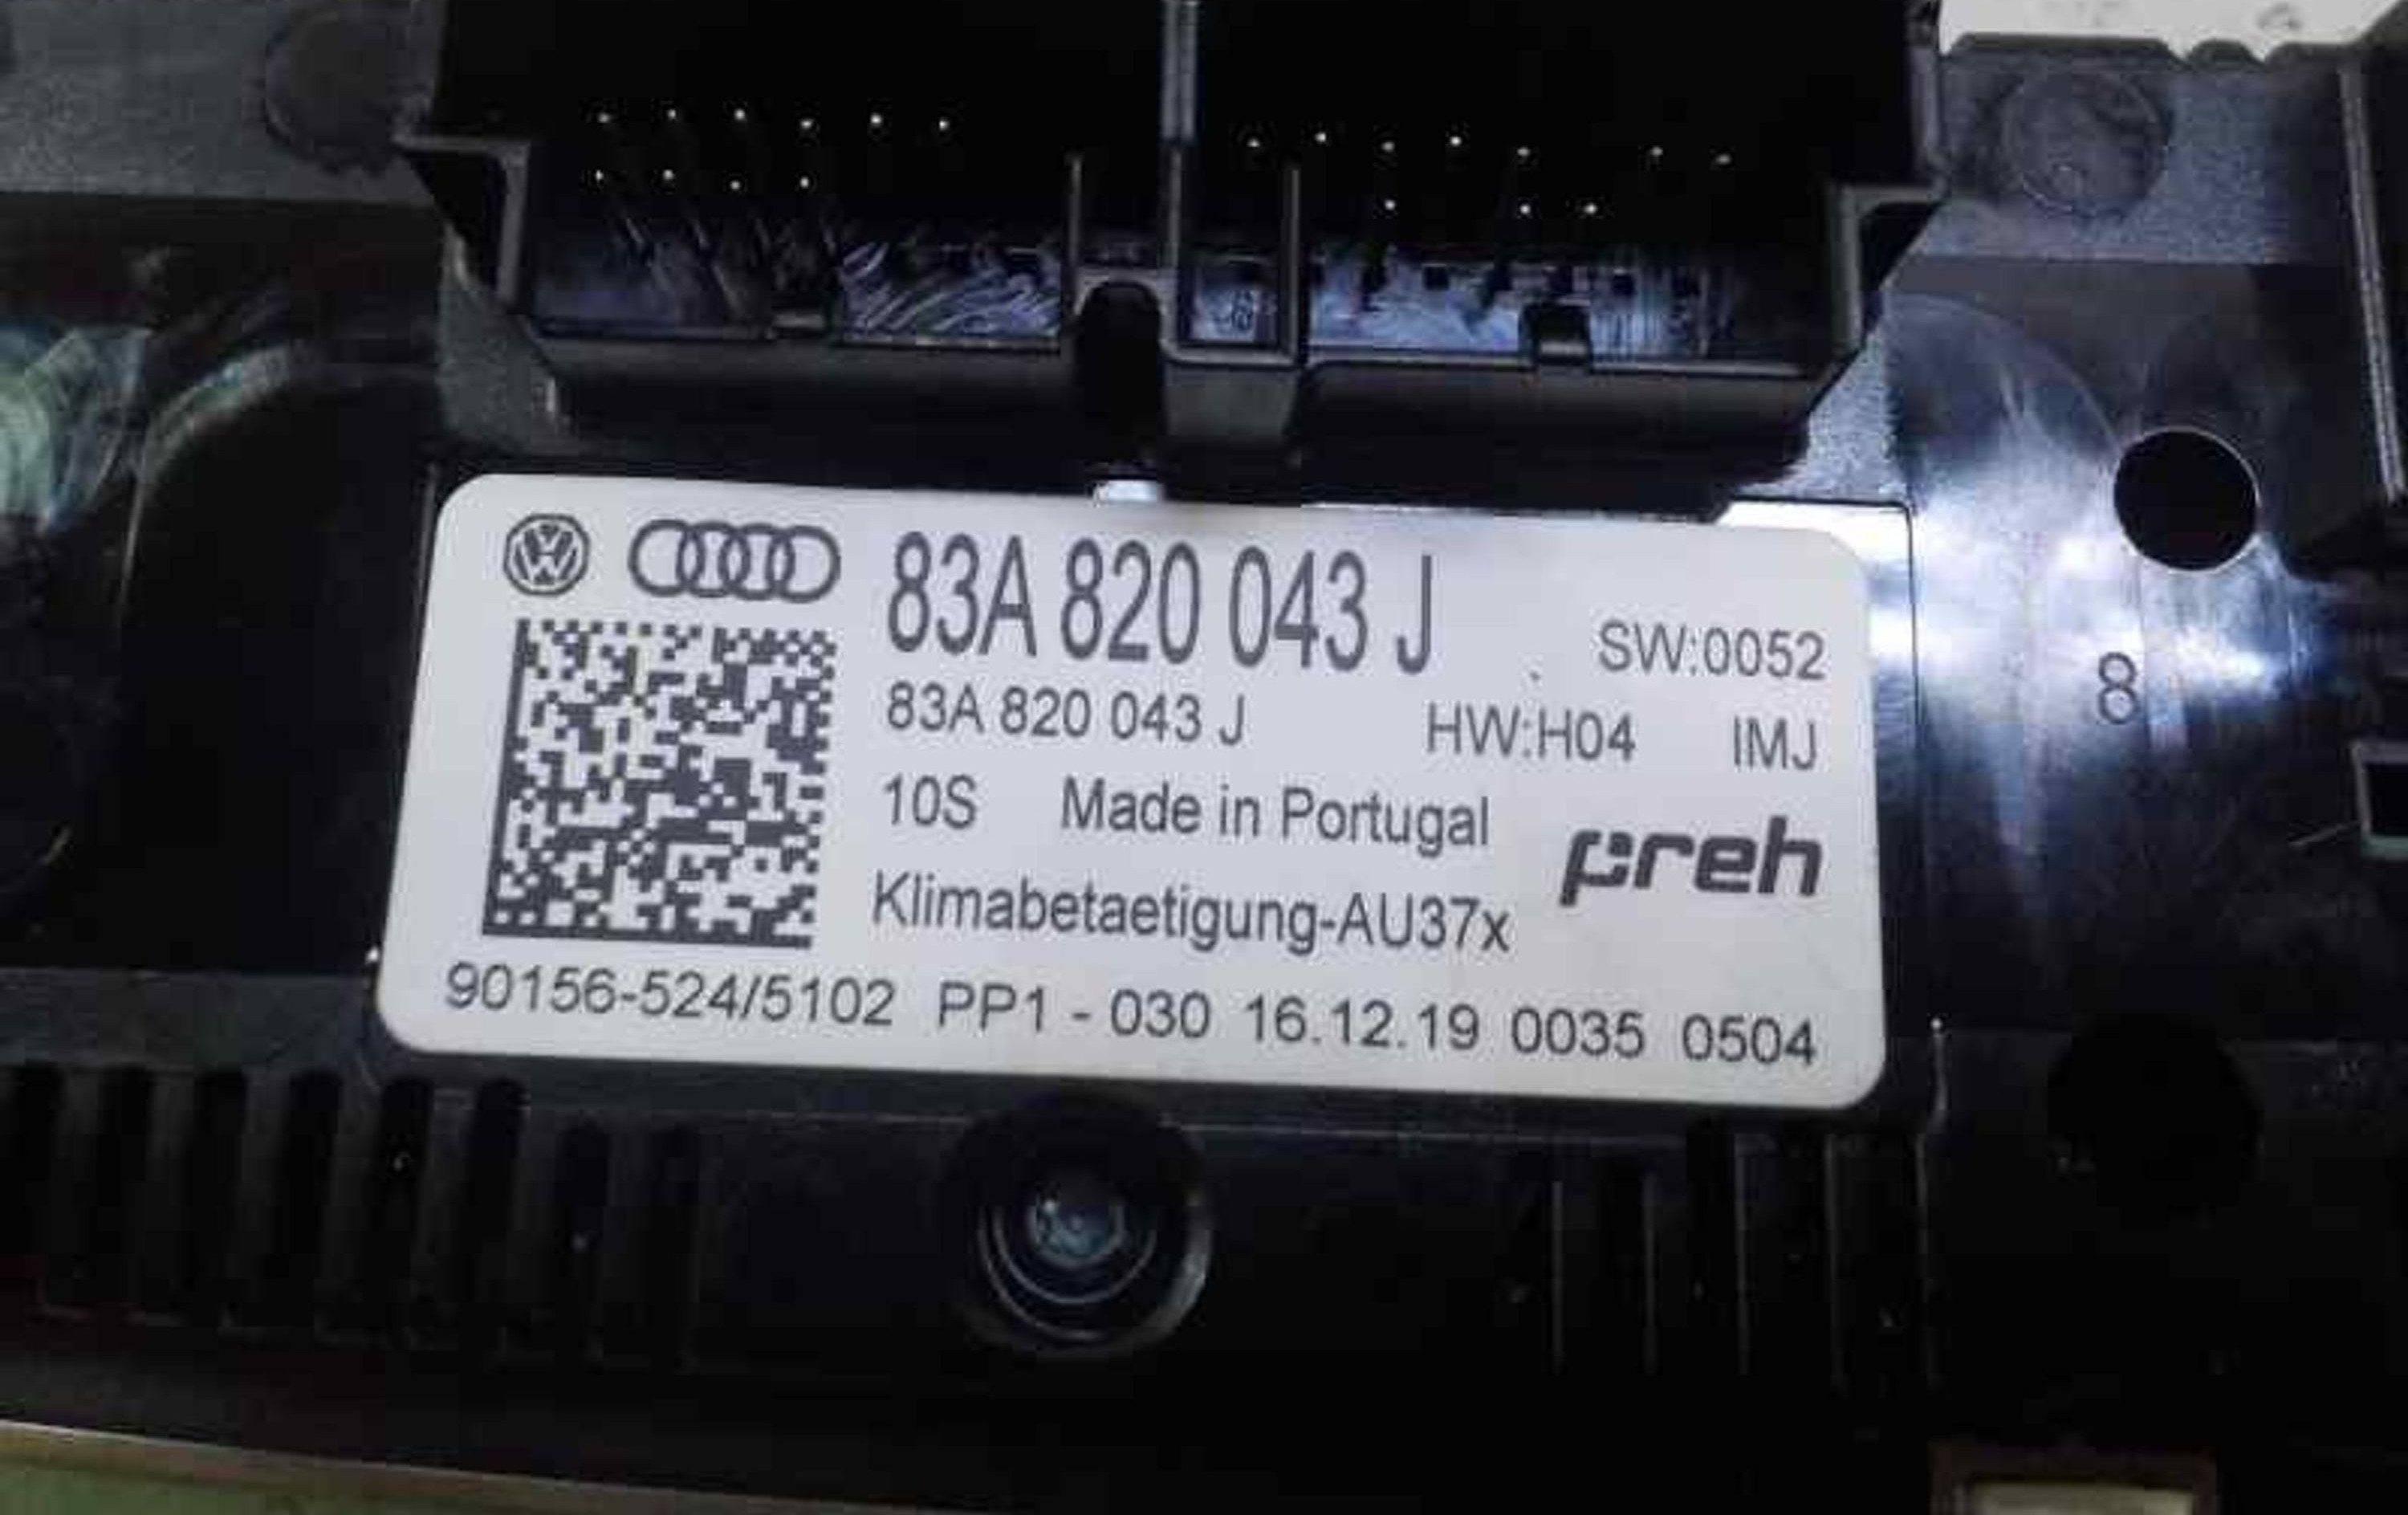 83A 820 043 J
SW:0052
83A 820 043 J HW:H04 IMJ
10S Made in Portugal
preh
Klimabetaetigung-AU37x
90156-524/5102 PP1 - 030 16.12.19 0035 0504
8